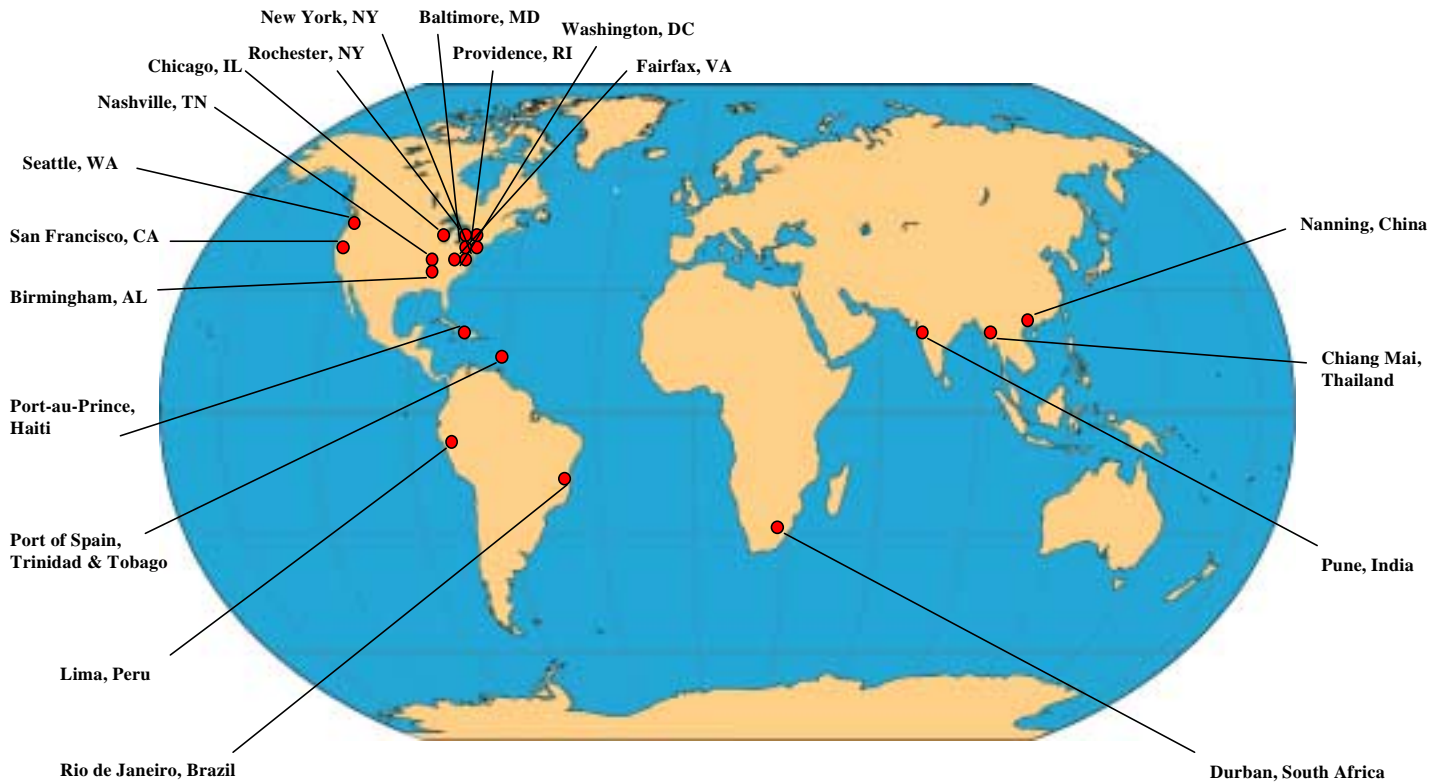 New York, NY
Baltimore, MD
Washington, DC
Rochester, NY
Providence, RI
Chicago, IL
Fairfax, VA
Nashville, TN
Seattle, WA
San Francisco, CA
Birmingham, AL
Nanning, China
Chiang Mai,
Thailand
Port-au-Prince,
Haiti
Port of Spain,
Trinidad & Tobago
Pune, India
Lima, Peru
Rio de Janeiro, Brazil
Durban, South Africa